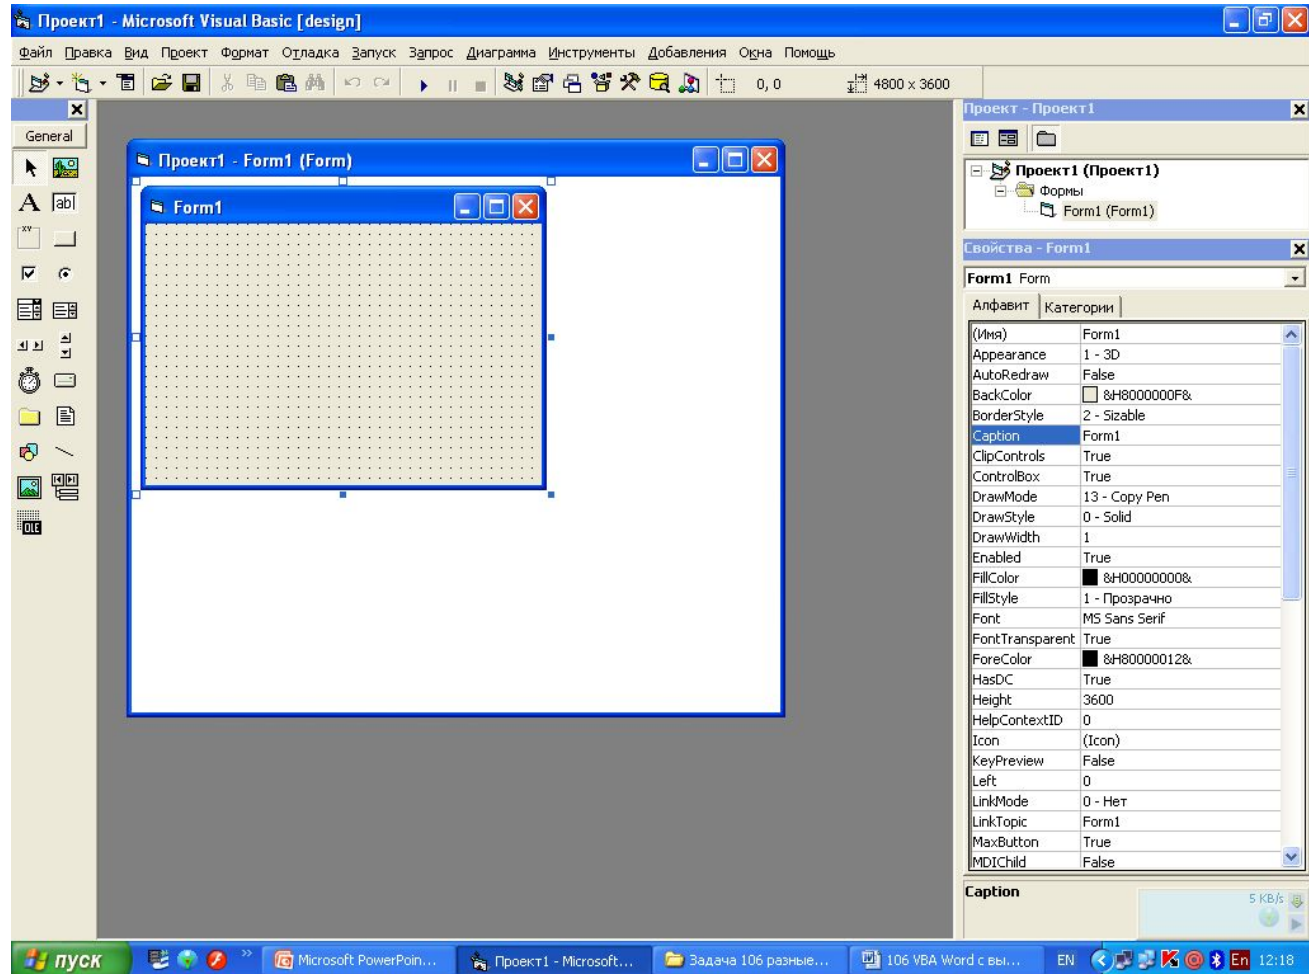 Проект1 - Microsoft Visual Basic [design]
Файл Правка Вид Проект Формат Отладка Запуск Запрос Диаграмма Инструменты Добавления Окна Помощь
0, 0 4800 x 3600
General
A ab|
XY
OLE
Проект1 - Form1 (Form)
Form1
Проект - Проект1
Проект1 (Проект1)
Формы
Form1 (Form1)
Свойства - Form1
Form1 Form
Алфавит Категории
(Имя) Form1
Appearance 1 - 3D
AutoRedraw False
BackColor &H8000000F&
BorderStyle 2 - Sizable
Caption Form1
ClipControls True
ControlBox True
DrawMode 13 - Copy Pen
DrawStyle 0 - Solid
DrawWidth 1
Enabled True
FillColor &H00000000&
FillStyle 1 - Прозрачно
Font MS Sans Serif
FontTransparent True
ForeColor &H80000012&
HasDC True
Height 3600
HelpContextID 0
Icon (Icon)
KeyPreview False
Left 0
LinkMode 0 - Нет
LinkTopic Form1
MaxButton True
MDIChild False
Caption
5 KB/s
пуск Microsoft PowerPoin... Проект1 - Microsoft... Задача 106 разные... 106 VBA Word с вы... EN En 12:18